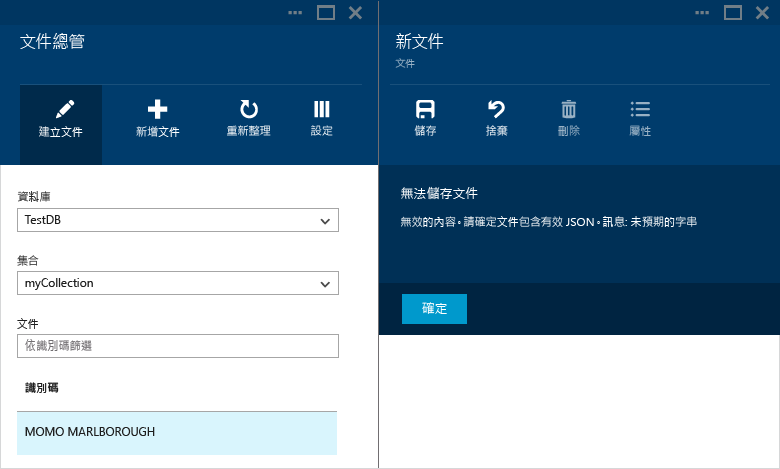 文件總管
建立文件
新增文件
重新整理
設定
資料庫
TestDB
集合
myCollection
文件
依識別碼篩選
識別碼
MOMO MARLBOROUGH
新文件
文件
儲存
捨棄
刪除
屬性
無法儲存文件
無效的內容。請確定文件包含有效 JSON。訊息: 未預期的字串
確定